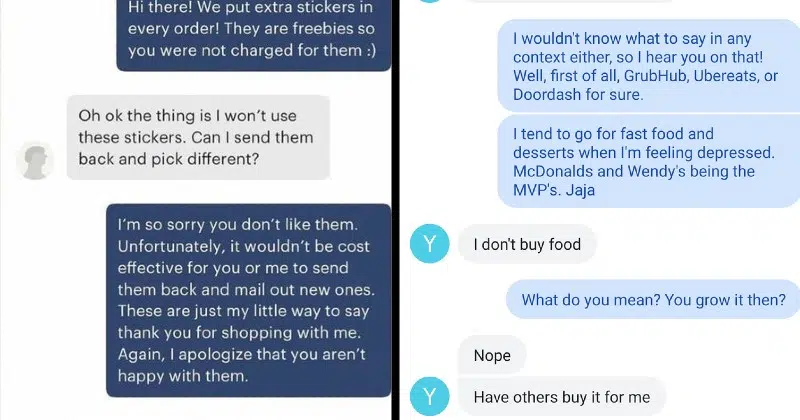 Hi there! We put extra stickers in
every order! They are freebies so
you were not charged for them :)
Oh ok the thing is I won't use
these stickers. Can I send them
back and pick different?
I'm so sorry you don't like them.
Unfortunately, it wouldn't be cost
effective for you or me to send
them back and mail out new ones.
These are just my little way to say
thank you for shopping with me.
Again, I apologize that you aren't
happy with them.
I wouldn't know what to say in any
context either, so I hear you on that!
Well, first of all, GrubHub, Ubereats, or
Doordash for sure.
I tend to go for fast food and
desserts when I'm feeling depressed.
McDonalds and Wendy's being the
MVP's. Jaja
Y
I don't buy food
What do you mean? You grow it then?
Nope
Y
Have others buy it for me